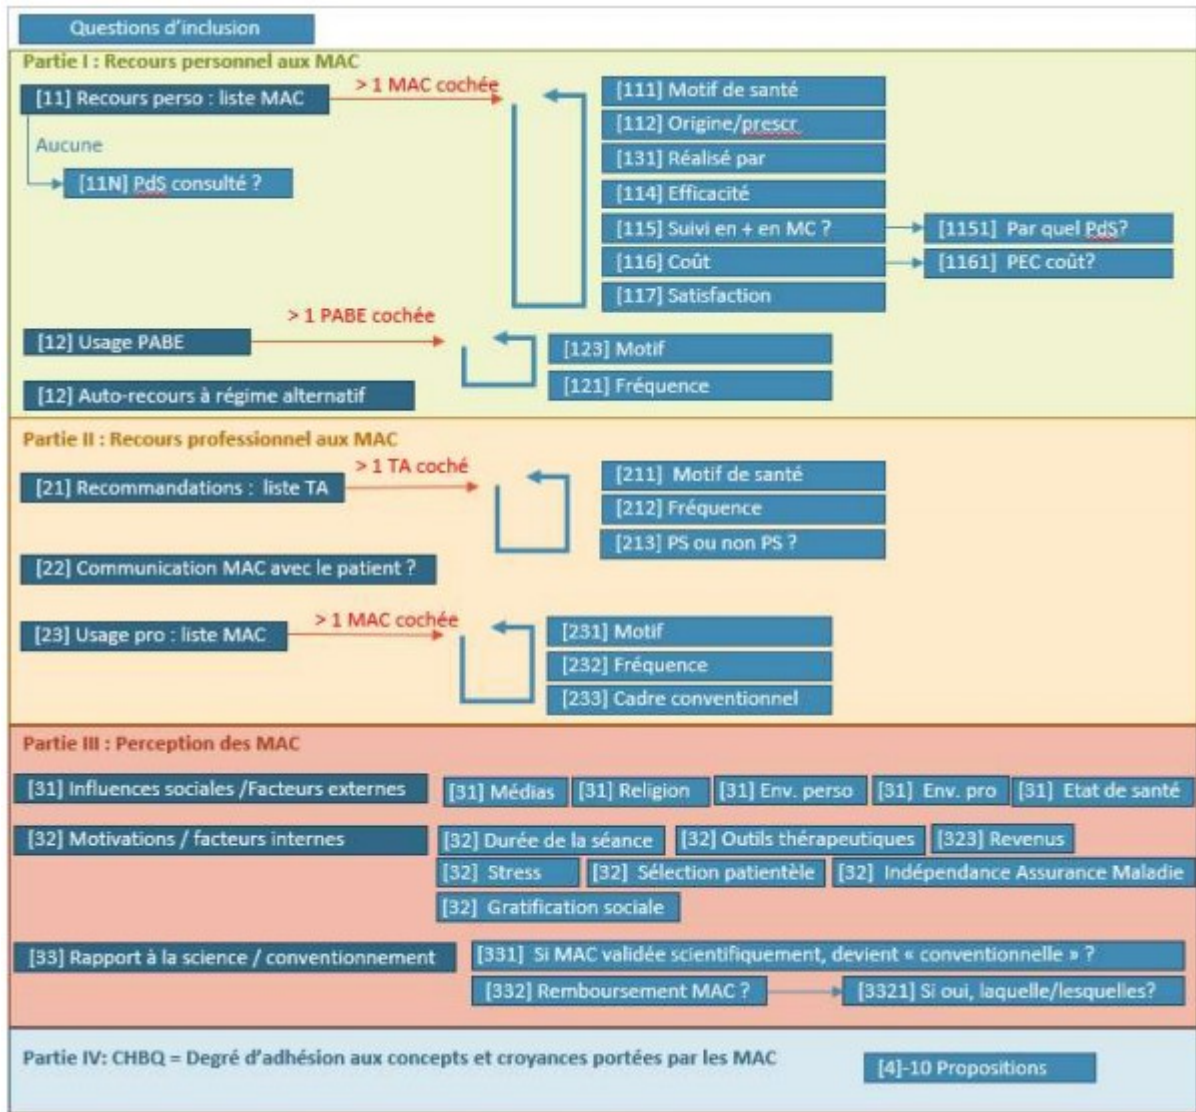 Questions d'inclusion
Partie I : Recours personnel aux MAC
[11] Recours perso : liste MAC
> 1 MAC cochée
Aucune
[11N] PdS consulté ?
[111] Motif de santé
[112] Origine/prescr.
[131] Réalisé par
[114] Efficacité
[115] Suivi en + en MC ?
[1151] Par quel PdS?
[116] Coût
[1161] PEC coût?
[117] Satisfaction
[12] Usage PABE
> 1 PABE cochée
[123] Motif
[121] Fréquence
[12] Auto-recours à régime alternatif
Partie II : Recours professionnel aux MAC
[21] Recommandations : liste TA
> 1 TA coché
[211] Motif de santé
[212] Fréquence
[213] PS ou non PS ?
[22] Communication MAC avec le patient ?
[23] Usage pro : liste MAC
> 1 MAC cochée
[231] Motif
[232] Fréquence
[233] Cadre conventionnel
Partie III : Perception des MAC
[31] Influences sociales /Facteurs externes
[31] Médias
[31] Religion
[31] Env. perso
[31] Env. pro
[31] Etat de santé
[32] Motivations / facteurs internes
[32] Durée de la séance
[32] Outils thérapeutiques
[323] Revenus
[32] Stress
[32] Sélection patientèle
[32] Indépendance Assurance Maladie
[32] Gratification sociale
[33] Rapport à la science / conventionnement
[331] Si MAC validée scientifiquement, devient « conventionnelle » ?
[332] Remboursement MAC ?
[3321] Si oui, laquelle/lesquelles?
Partie IV: CHBQ = Degré d'adhésion aux concepts et croyances portées par les MAC
[4]-10 Propositions